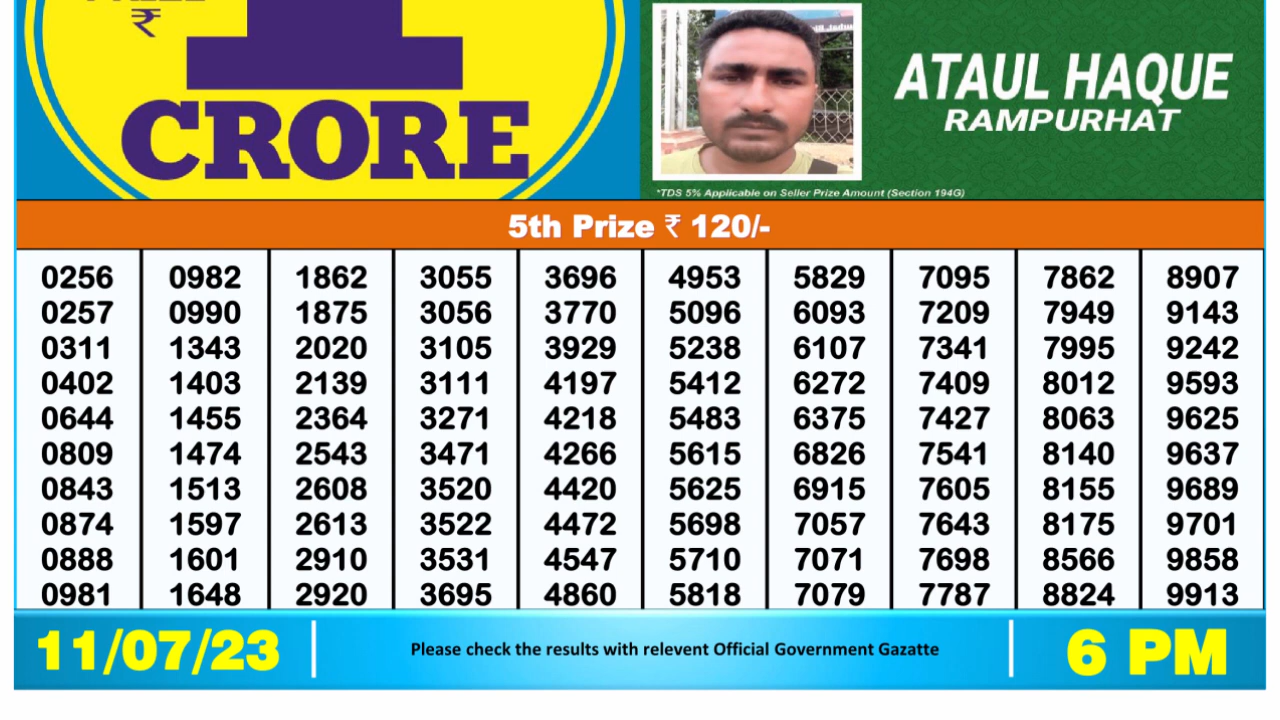 PRIZE
₹
1
CRORE
ATAUL HAQUE
RAMPURHAT
*TDS 5% Applicable on Seller Prize Amount (Section 194G)
5th Prize ₹ 120/-
0256 0982 1862 3055 3696 4953 5829 7095 7862 8907
0257 0990 1875 3056 3770 5096 6093 7209 7949 9143
0311 1343 2020 3105 3929 5238 6107 7341 7995 9242
0402 1403 2139 3111 4197 5412 6272 7409 8012 9593
0644 1455 2364 3271 4218 5483 6375 7427 8063 9625
0809 1474 2543 3471 4266 5615 6826 7541 8140 9637
0843 1513 2608 3520 4420 5625 6915 7605 8155 9689
0874 1597 2613 3522 4472 5698 7057 7643 8175 9701
0888 1601 2910 3531 4547 5710 7071 7698 8566 9858
0981 1648 2920 3695 4860 5818 7079 7787 8824 9913
11/07/23
Please check the results with relevent Official Government Gazatte
6 PM